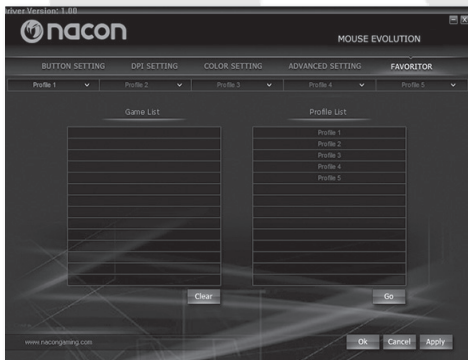 Driver Version: 1.08
nacon
MOUSE EVOLUTION
BUTTON SETTING DPI SETTING COLOR SETTING ADVANCED SETTING FAVORITOR
Profile 1 Profile 2 Profile 3 Profile 4 Profile 5
Game List Profile List
Profile 1
Profile 2
Profile 3
Profile 4
Profile 5
Clear Go
www.nacongaming.com Ok Cancel Apply